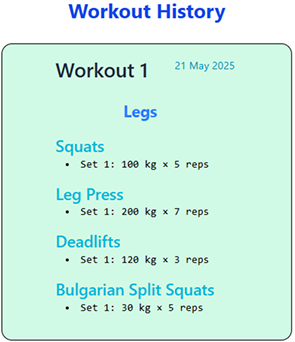 Workout History
Workout 1 21 May 2025
Legs
Squats
• Set 1: 100 kg × 5 reps
Leg Press
• Set 1: 200 kg × 7 reps
Deadlifts
• Set 1: 120 kg × 3 reps
Bulgarian Split Squats
• Set 1: 30 kg × 5 reps